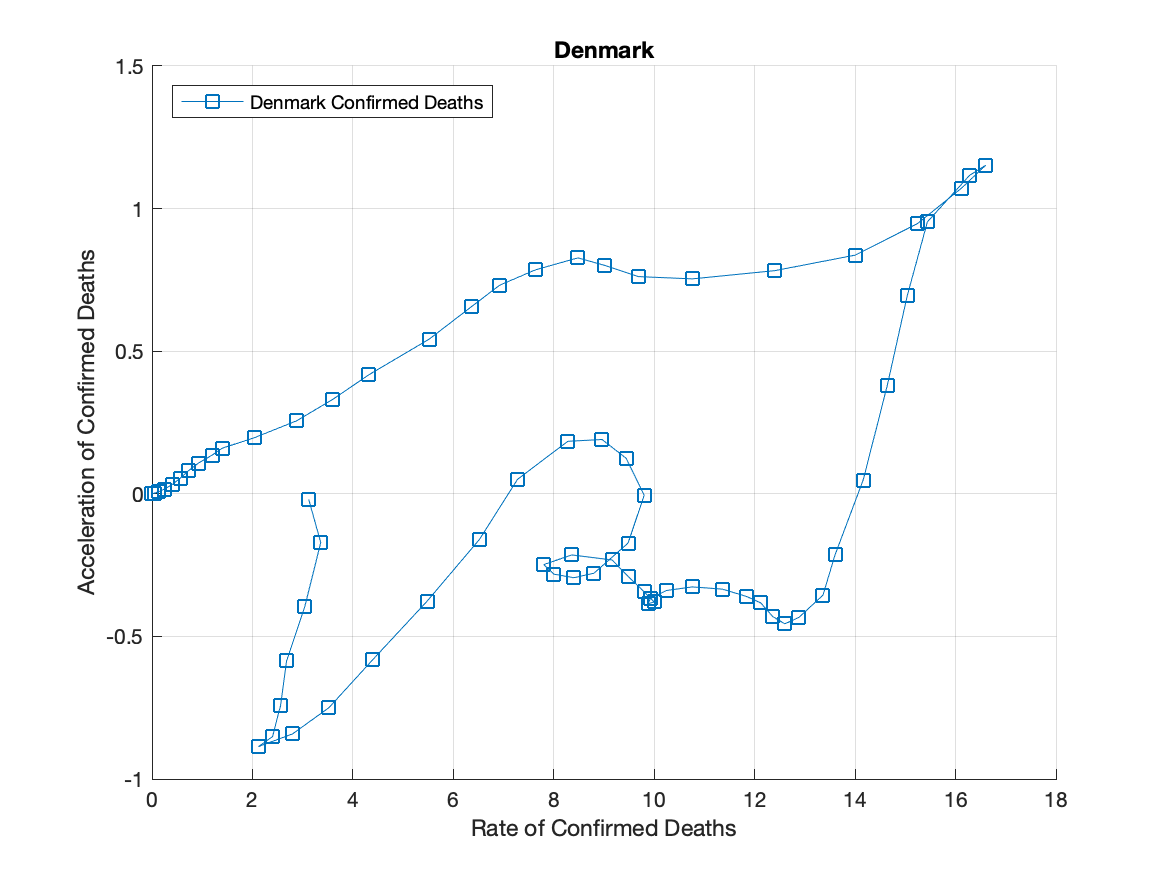 Denmark
1.5
Denmark Confirmed Deaths
1
0.5
0
-0.5
-1
Acceleration of Confirmed Deaths
0 2 4 6 8 10 12 14 16 18
Rate of Confirmed Deaths